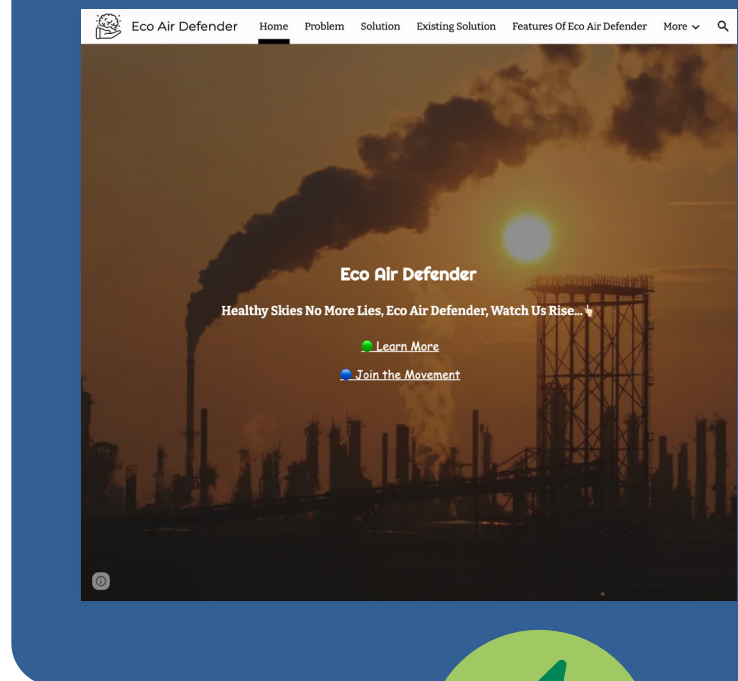 Eco Air Defender Home Problem Solution Existing Solution Features Of Eco Air Defender More
Eco Air Defender
Healthy Skies No More Lies, Eco Air Defender, Watch Us Rise...
Learn More
Join the Movement